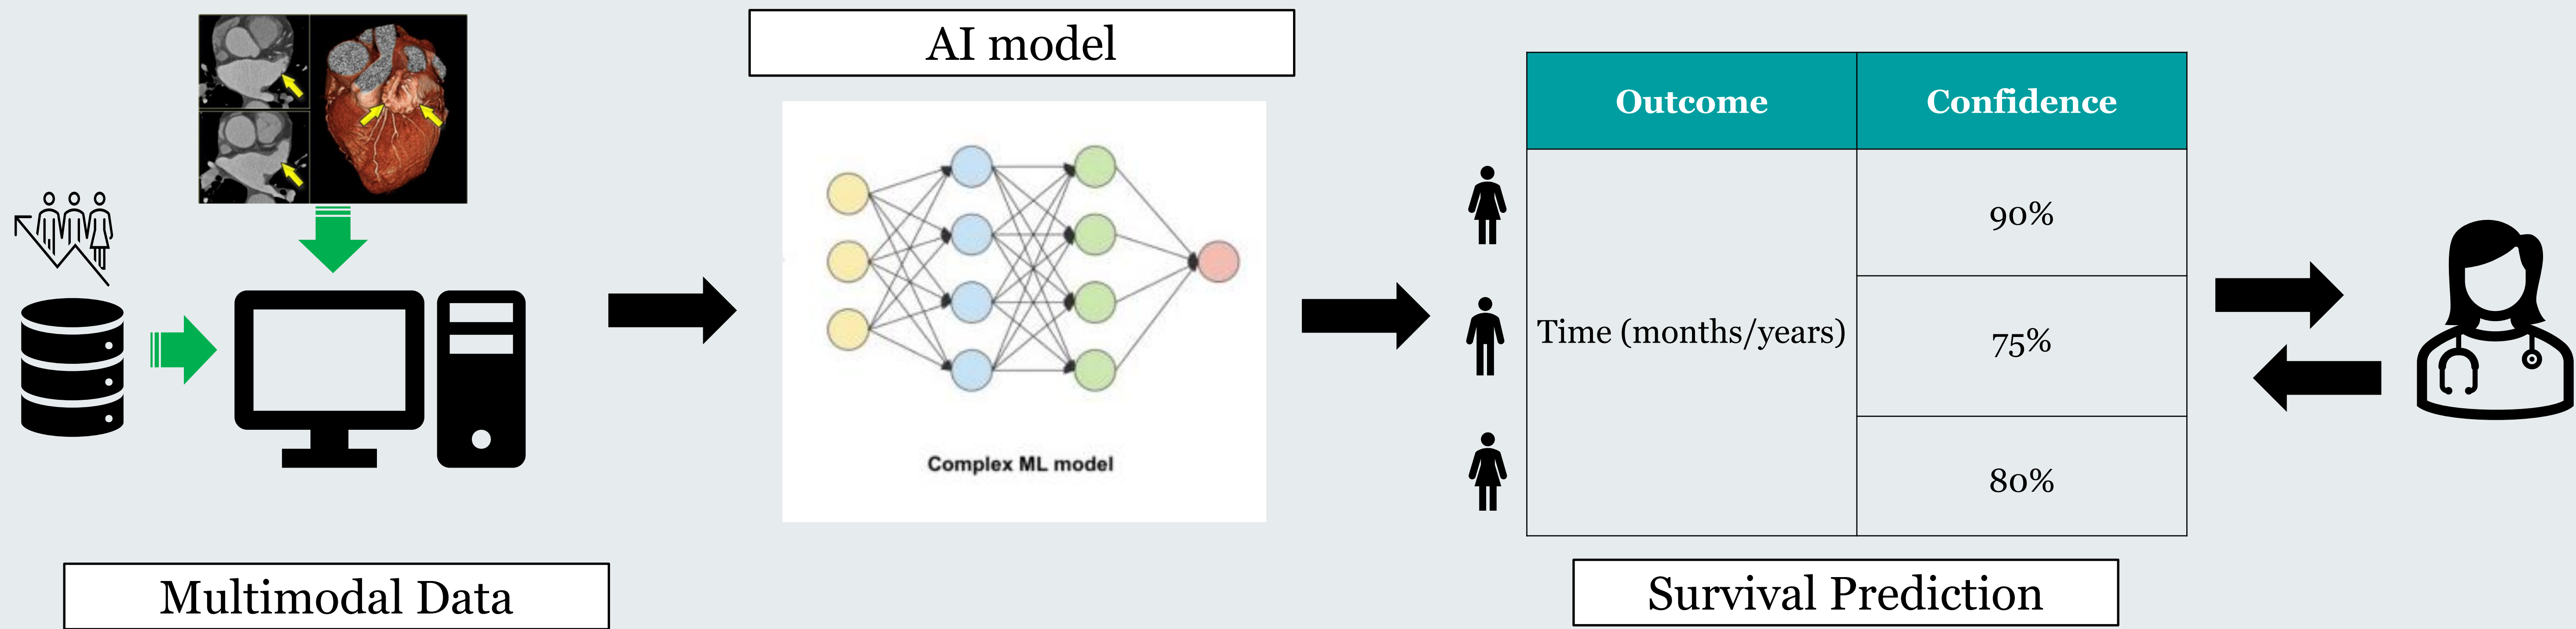 AI model
Complex ML model
Multimodal Data
Outcome Confidence
Time (months/years)
90%
75%
80%
Survival Prediction